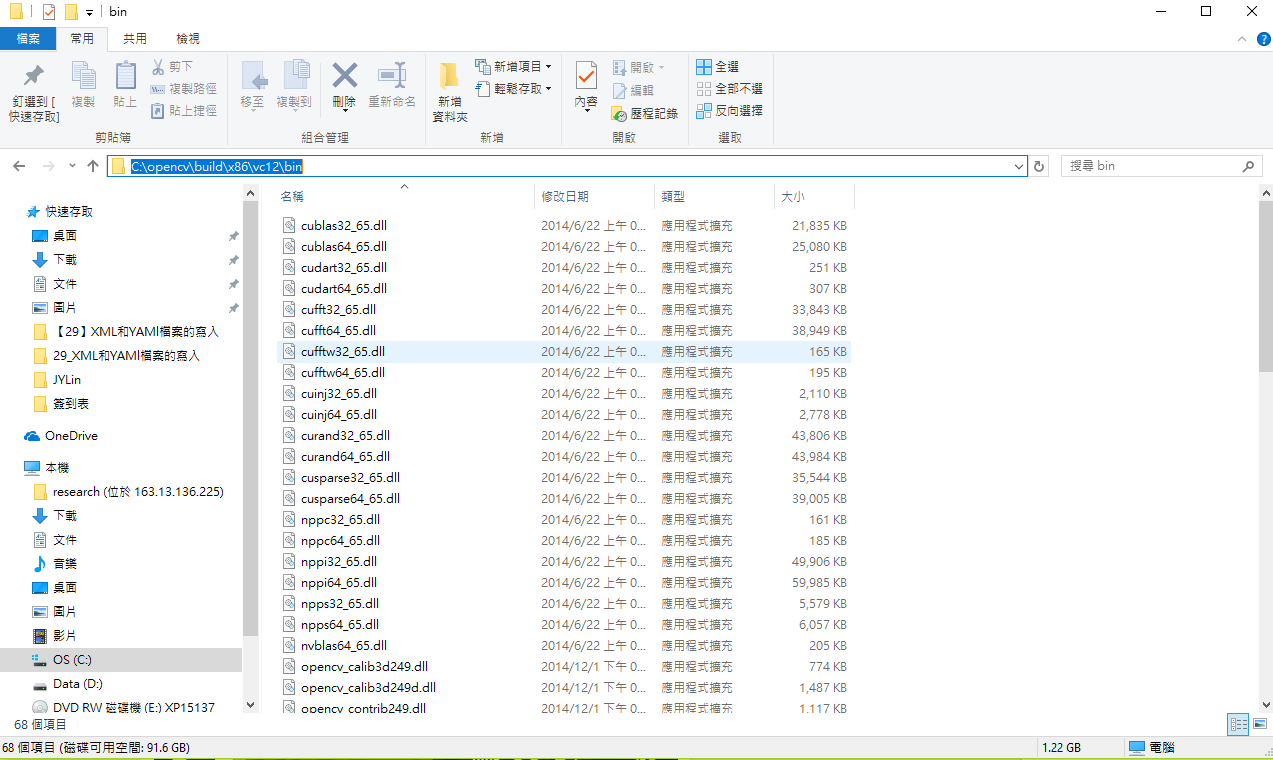 bin
檔案 常用 共用 檢視
釘選到 [快速存取]
複製
貼上
剪下
複製路徑
貼上捷徑
剪貼簿
移至
複製到
刪除
重新命名
組合管理
新增資料夾
新增項目
輕鬆存取
新增
內容
開啟
編輯
歷程記錄
開啟
全選
全部不選
反向選擇
選取
C:\opencv\build\x86\vc12\bin
搜尋 bin
快速存取
桌面
下載
文件
圖片
【29】XML和YAMl檔案的寫入
29_XML和YAMl檔案的寫入
JYLin
簽到表
OneDrive
本機
research (位於 163.13.136.225)
下載
文件
音樂
桌面
圖片
影片
OS (C:)
Data (D:)
DVD RW 磁碟機 (E:) XP15137
名稱 修改日期 類型 大小
cublas32_65.dll 2014/6/22 上午 0... 應用程式擴充 21,835 KB
cublas64_65.dll 2014/6/22 上午 0... 應用程式擴充 25,080 KB
cudart32_65.dll 2014/6/22 上午 0... 應用程式擴充 251 KB
cudart64_65.dll 2014/6/22 上午 0... 應用程式擴充 307 KB
cufft32_65.dll 2014/6/22 上午 0... 應用程式擴充 33,843 KB
cufft64_65.dll 2014/6/22 上午 0... 應用程式擴充 38,949 KB
cufftw32_65.dll 2014/6/22 上午 0... 應用程式擴充 165 KB
cufftw64_65.dll 2014/6/22 上午 0... 應用程式擴充 195 KB
cuinj32_65.dll 2014/6/22 上午 0... 應用程式擴充 2,110 KB
cuinj64_65.dll 2014/6/22 上午 0... 應用程式擴充 2,778 KB
curand32_65.dll 2014/6/22 上午 0... 應用程式擴充 43,806 KB
curand64_65.dll 2014/6/22 上午 0... 應用程式擴充 43,984 KB
cusparse32_65.dll 2014/6/22 上午 0... 應用程式擴充 35,544 KB
cusparse64_65.dll 2014/6/22 上午 0... 應用程式擴充 39,005 KB
nppc32_65.dll 2014/6/22 上午 0... 應用程式擴充 161 KB
nppc64_65.dll 2014/6/22 上午 0... 應用程式擴充 185 KB
nppi32_65.dll 2014/6/22 上午 0... 應用程式擴充 49,906 KB
nppi64_65.dll 2014/6/22 上午 0... 應用程式擴充 59,985 KB
npps32_65.dll 2014/6/22 上午 0... 應用程式擴充 5,579 KB
npps64_65.dll 2014/6/22 上午 0... 應用程式擴充 6,057 KB
nvblas64_65.dll 2014/6/22 上午 0... 應用程式擴充 205 KB
opencv_calib3d249.dll 2014/12/1 下午 0... 應用程式擴充 774 KB
opencv_calib3d249d.dll 2014/12/1 下午 0... 應用程式擴充 1,487 KB
opencv_contrib249.dll 2014/12/1 下午 0... 應用程式擴充 1,117 KB
68 個項目
68 個項目 (磁碟可用空間: 91.6 GB) 1.22 GB 電腦